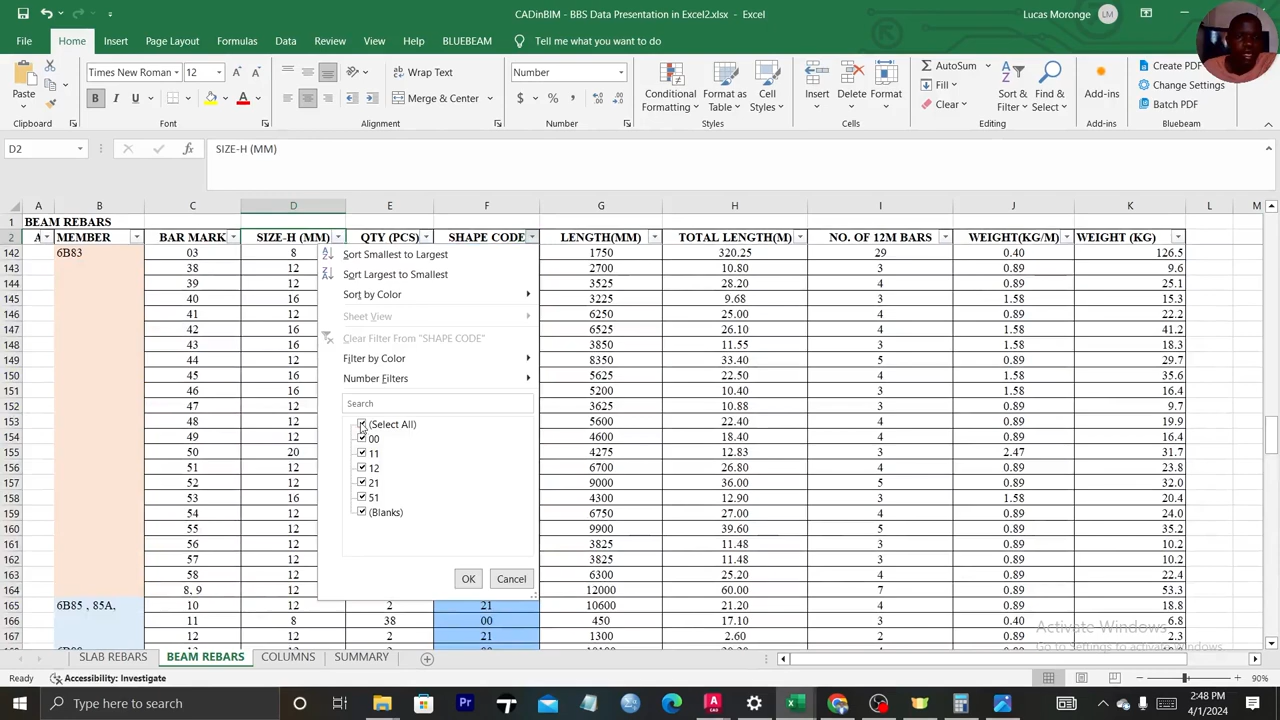 CADinBIM - BBS Data Presentation in Excel2.xlsx - Excel
Lucas Moronge LM
File Home Insert Page Layout Formulas Data Review View Help BLUEBEAM Tell me what you want to do
Times New Roman 12 Wrap Text Number AutoSum Create PDF
Paste Fill Change Settings
B I U A Merge & Center $ % , Conditional Formatting Format as Table Cell Styles Insert Delete Format Clear Sort & Filter Find & Select Add-ins Batch PDF
Clipboard Font Alignment Number Styles Cells Editing Add-ins Bluebeam
D2 fx SIZE-H (MM)
A B C D E F G H I J K L M
1 BEAM REBARS
2 A MEMBER BAR MARK SIZE-H (MM) QTY (PCS) SHAPE CODE LENGTH(MM) TOTAL LENGTH(M) NO. OF 12M BARS WEIGHT(KG/M) WEIGHT (KG)
142 6B83 03 8 1750 320.25 29 0.40 126.5
143 38 12 2700 10.80 3 0.89 9.6
144 39 12 3525 28.20 4 0.89 25.1
145 40 16 3225 9.68 3 1.58 15.3
146 41 12 6250 25.00 4 0.89 22.2
147 42 16 6525 26.10 4 1.58 41.2
148 43 16 3850 11.55 3 1.58 18.3
149 44 12 8350 33.40 5 0.89 29.7
150 45 16 5625 22.50 4 1.58 35.6
151 46 16 5200 10.40 3 1.58 16.4
152 47 12 3625 10.88 3 0.89 9.7
153 48 12 5600 22.40 4 0.89 19.9
154 49 12 4600 18.40 4 0.89 16.4
155 50 20 4275 12.83 3 2.47 31.7
156 51 12 6700 26.80 4 0.89 23.8
157 52 12 9000 36.00 5 0.89 32.0
158 53 16 4300 12.90 3 1.58 20.4
159 54 12 6750 27.00 4 0.89 24.0
160 55 12 9900 39.60 5 0.89 35.2
161 56 12 3825 11.48 3 0.89 10.2
162 57 12 3825 11.48 3 0.89 10.2
163 58 12 6300 25.20 4 0.89 22.4
164 8, 9 12 12000 60.00 7 0.89 53.3
165 6B85 , 85A, 10 12 2 21 10600 21.20 4 0.89 18.8
166 11 8 38 00 450 17.10 3 0.40 6.8
167 12 12 2 21 1300 2.60 2 0.89 2.3
Sort Smallest to Largest
Sort Largest to Smallest
Sort by Color
Sheet View
Clear Filter From "SHAPE CODE"
Filter by Color
Number Filters
Search
(Select All)
00
11
12
21
51
(Blanks)
OK Cancel
Activate Windows
Go to Settings to activate Windows.
SLAB REBARS BEAM REBARS COLUMNS SUMMARY
Ready Accessibility: Investigate 90%
Type here to search
2:48 PM
4/1/2024